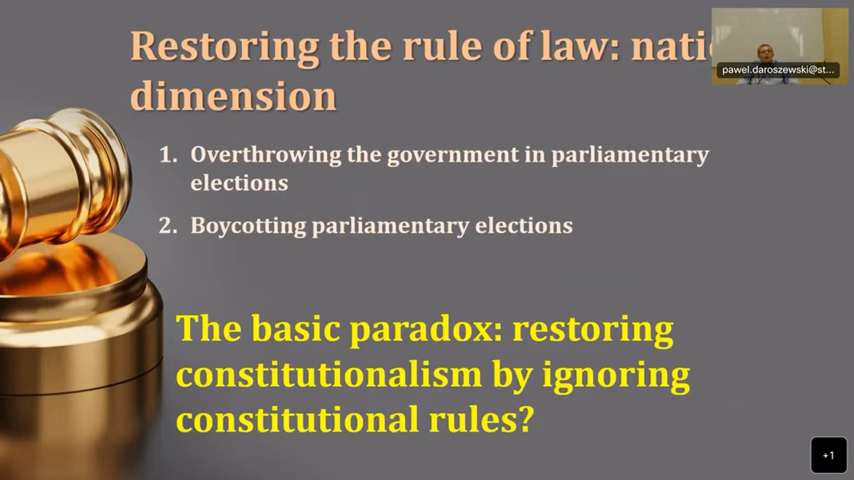 Restoring the rule of law:
dimension
pawel.daroszewski@st...
1. Overthrowing the government in parliamentary
elections
2. Boycotting parliamentary elections
The basic paradox: restoring
constitutionalism by ignoring
constitutional rules?
+1